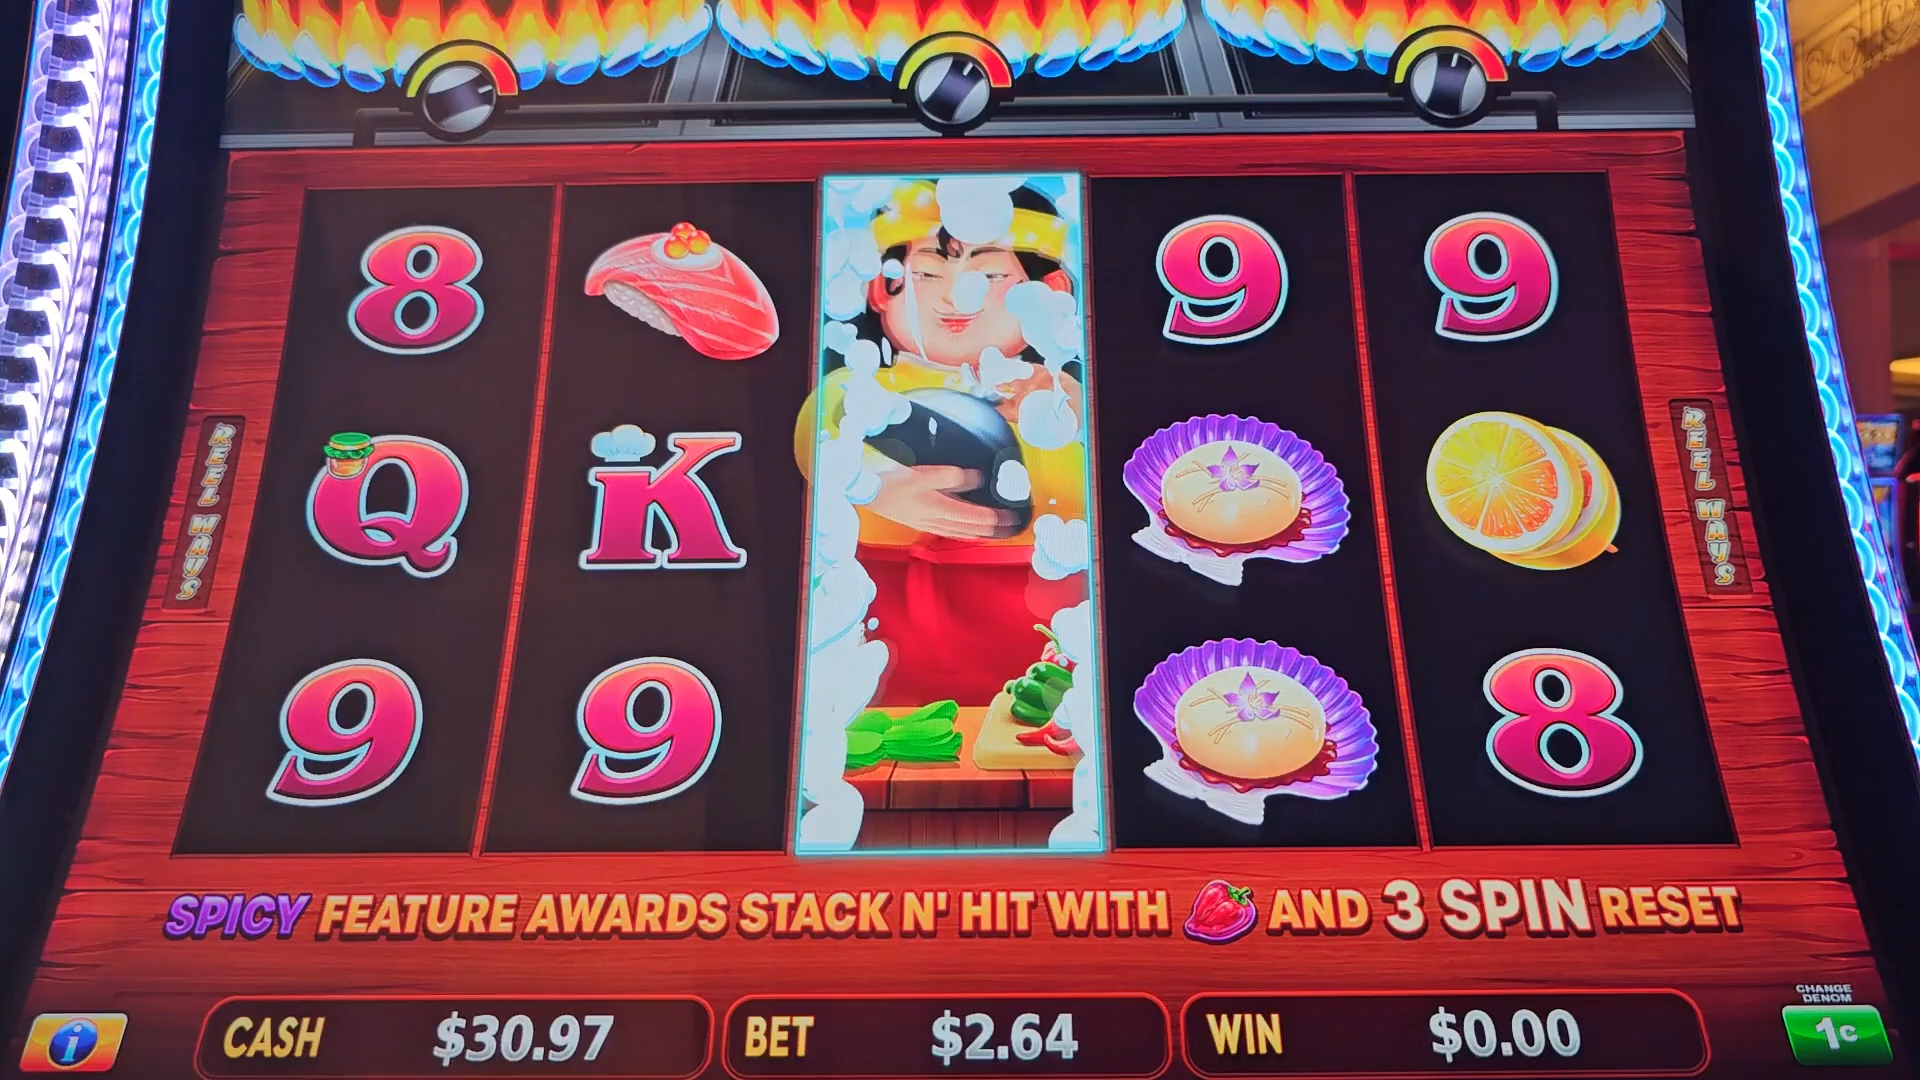 8 9 9
REEL WAYS Q K REEL WAYS
9 9 8
SPICY FEATURE AWARDS STACK N' HIT WITH AND 3 SPIN RESET
CHANGE DENOM
i CASH $30.97 BET $2.64 WIN $0.00 1¢